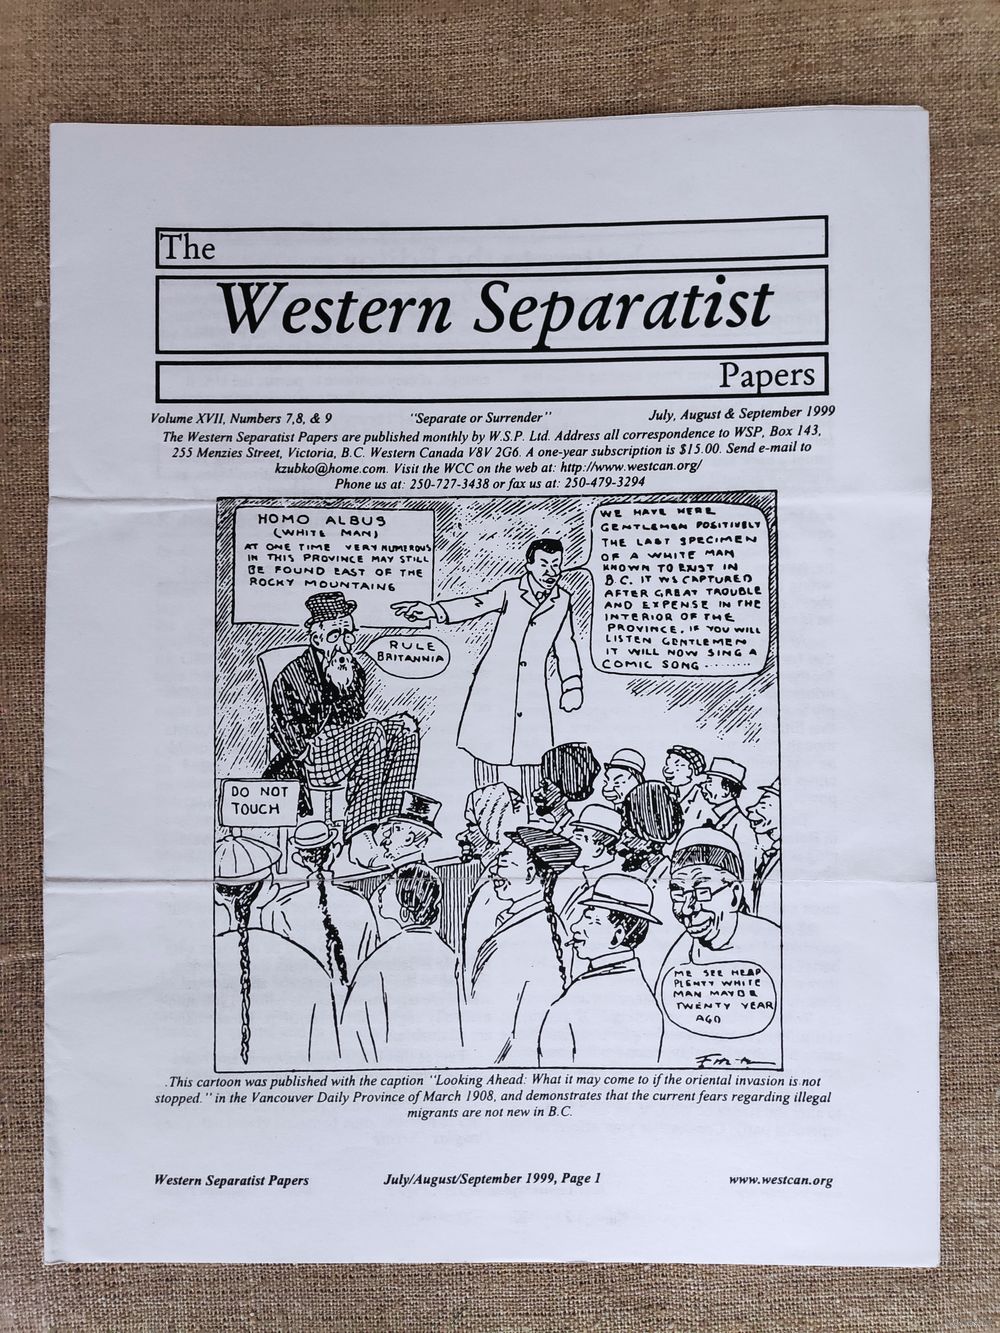 The
Western Separatist
Papers
Volume XVII, Numbers 7,8, & 9 "Separate or Surrender" July, August & September 1999
The Western Separatist Papers are published monthly by W.S.P. Ltd. Address all correspondence to WSP, Box 143,
255 Menzies Street, Victoria, B.C. Western Canada V8V 2G6. A one-year subscription is $15.00. Send e-mail to
kzubko@home.com. Visit the WCC on the web at: http://www.westcan.org/
Phone us at: 250-727-3438 or fax us at: 250-479-3294
HOMO ALBUS
(WHITE MAN)
AT ONE TIME VERY NUMEROUS
IN THIS PROVINCE MAY STILL
BE FOUND EAST OF THE
ROCKY MOUNTAINS
WE HAVE HERE
GENTLEMEN POSITIVELY
THE LAST SPECIMEN
OF A WHITE MAN
KNOWN TO EXIST IN
B.C. IT WS CAPTURED
AFTER GREAT TROUBLE
AND EXPENSE IN THE
INTERIOR OF THE
PROVINCE. IF YOU WILL
LISTEN GENTLEMEN
IT WILL NOW SING A
COMIC SONG ........
RULE
BRITANNIA
DO NOT
TOUCH
ME SEE HEAP
PLENTY WHITE
MAN MAYBE
TWENTY YEAR
AGO
.This cartoon was published with the caption "Looking Ahead: What it may come to if the oriental invasion is not
stopped." in the Vancouver Daily Province of March 1908, and demonstrates that the current fears regarding illegal
migrants are not new in B.C.
Western Separatist Papers July/August/September 1999, Page 1 www.westcan.org